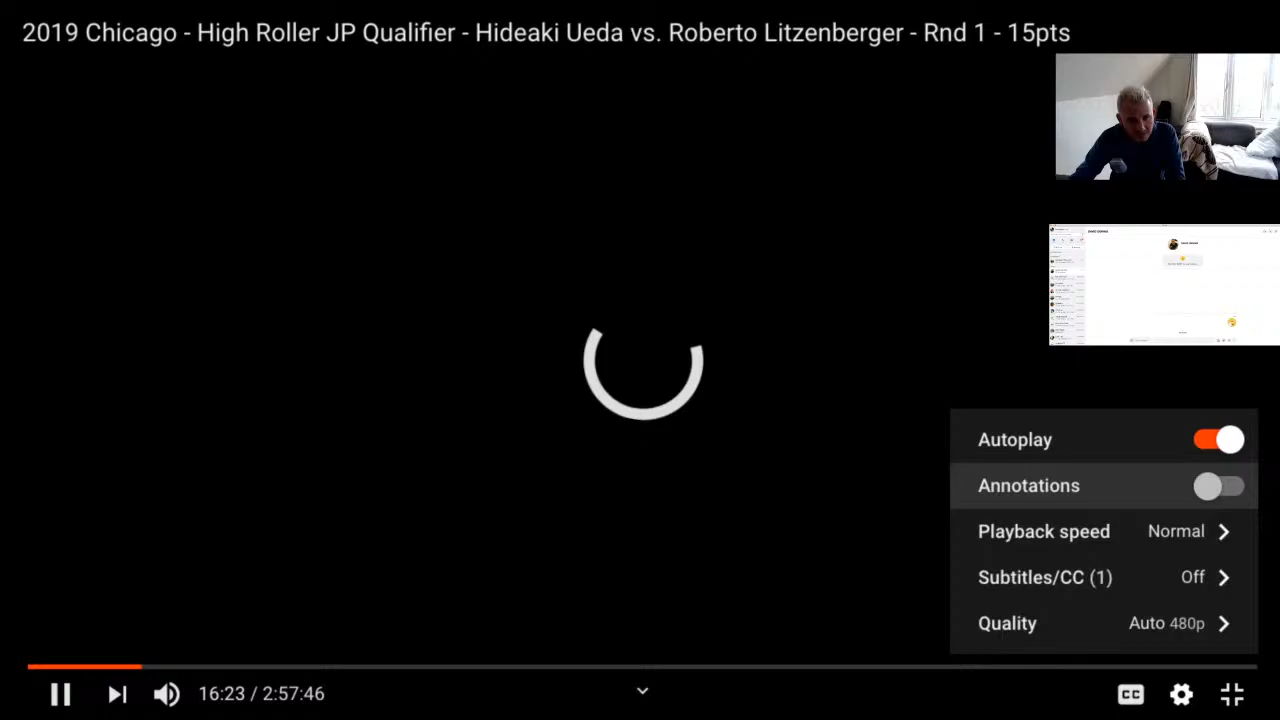 2019 Chicago - High Roller JP Qualifier - Hideaki Ueda vs. Roberto Litzenberger - Rnd 1 - 15pts
Autoplay
Annotations
Playback speed Normal
Subtitles/CC (1) Off
Quality Auto 480p
16:23 / 2:57:46
CC